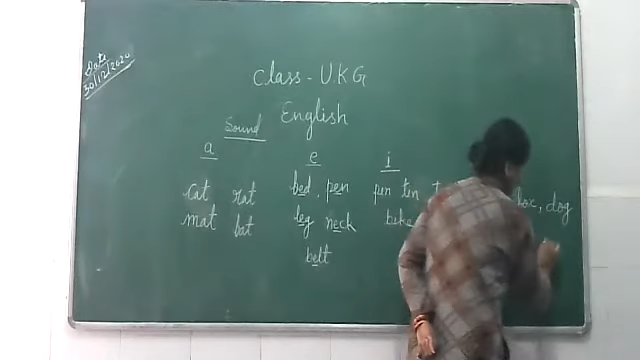 Date
30/12/2020
Class - U.K.G
English
Sound
a e i
cat rat bed, pen pin tin box, dog
mat bat leg neck bike
belt